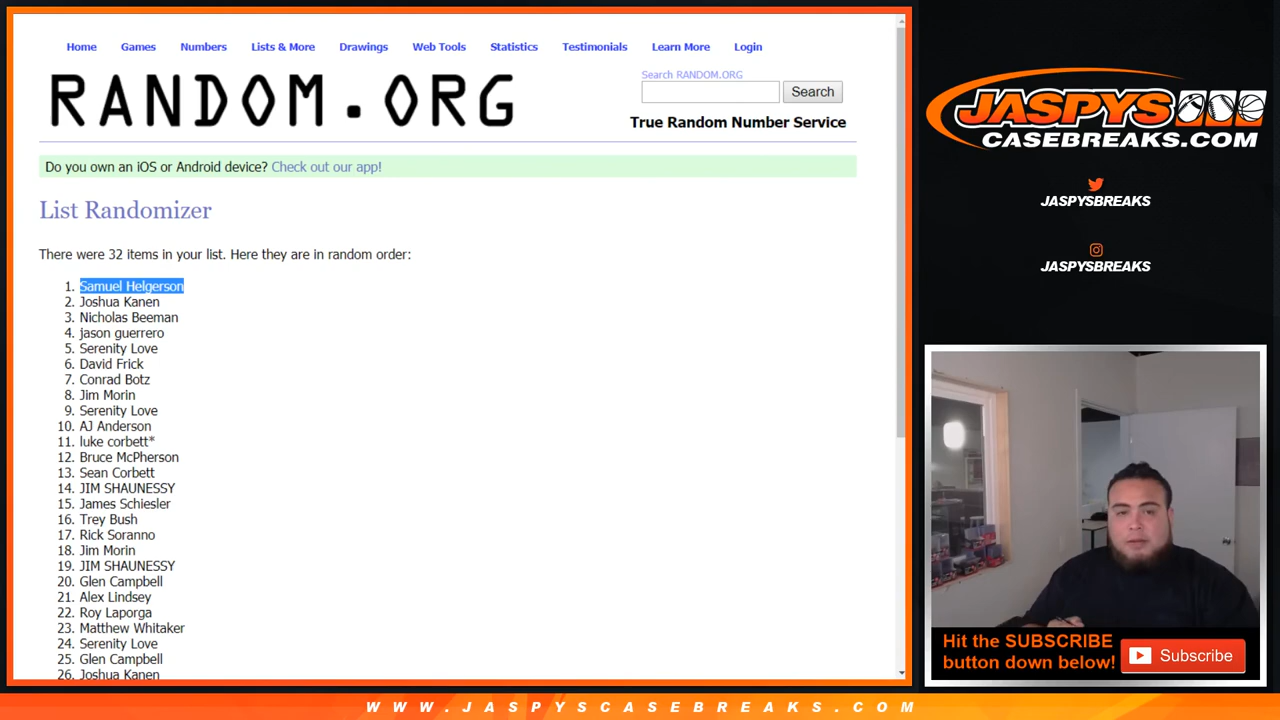 Home Games Numbers Lists & More Drawings Web Tools Statistics Testimonials Learn More Login
RANDOM.ORG
Search RANDOM.ORG
Search
True Random Number Service
Do you own an iOS or Android device? Check out our app!
List Randomizer
There were 32 items in your list. Here they are in random order:
1. Samuel Helgerson
2. Joshua Kanen
3. Nicholas Beeman
4. jason guerrero
5. Serenity Love
6. David Frick
7. Conrad Botz
8. Jim Morin
9. Serenity Love
10. AJ Anderson
11. luke corbett*
12. Bruce McPherson
13. Sean Corbett
14. JIM SHAUNESSY
15. James Schiesler
16. Trey Bush
17. Rick Soranno
18. Jim Morin
19. JIM SHAUNESSY
20. Glen Campbell
21. Alex Lindsey
22. Roy Laporga
23. Matthew Whitaker
24. Serenity Love
25. Glen Campbell
26. Joshua Kanen
JASPYS
CASEBREAKS.COM
JASPYSBREAKS
JASPYSBREAKS
Hit the SUBSCRIBE
button down below!
Subscribe
WWW.JASPYSCASEBREAKS.COM